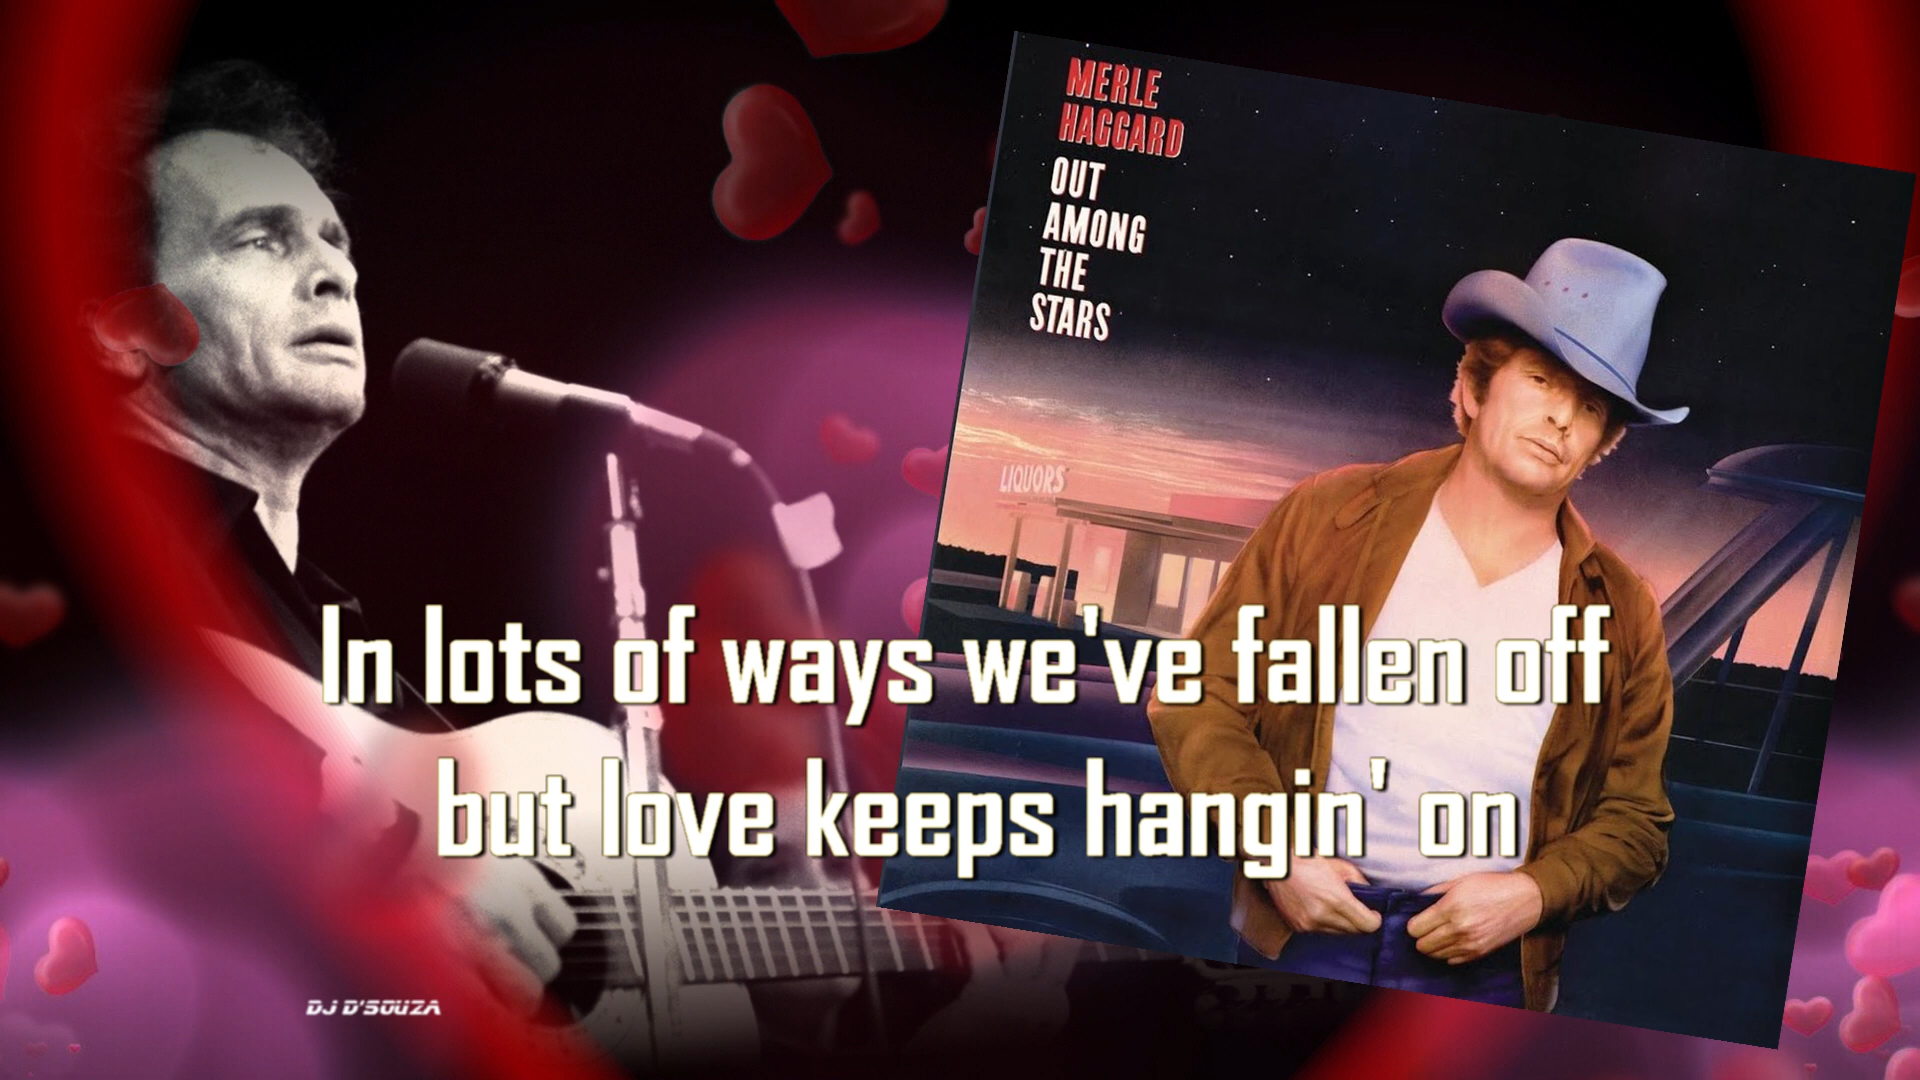 MERLE
HAGGARD
OUT
AMONG
THE
STARS
LIQUORS
In lots of ways we've fallen off
but love keeps hangin' on
DJ D'SOUZA